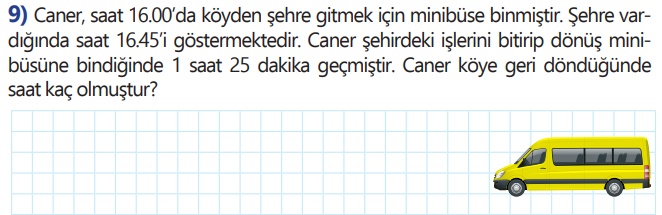 9) Caner, saat 16.00’da köyden şehre gitmek için minibüse binmiştir. Şehre var-
dığında saat 16.45’i göstermektedir. Caner şehirdeki işlerini bitirip dönüş mini-
büsüne bindiğinde 1 saat 25 dakika geçmiştir. Caner köye geri döndüğünde
saat kaç olmuştur?